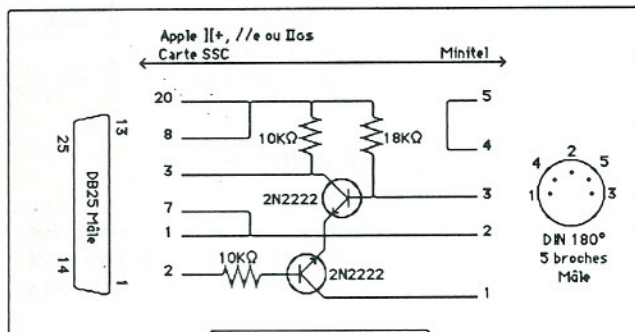 Apple ][+, //e ou IIGS
Carte SSC
Minitel
20
8
3
7
1
2
10KΩ
18KΩ
2N2222
10KΩ
2N2222
5
4
3
2
1
13
25
DB25 Mâle
14
1
2
4
5
1
3
DIN 180°
5 broches
Mâle